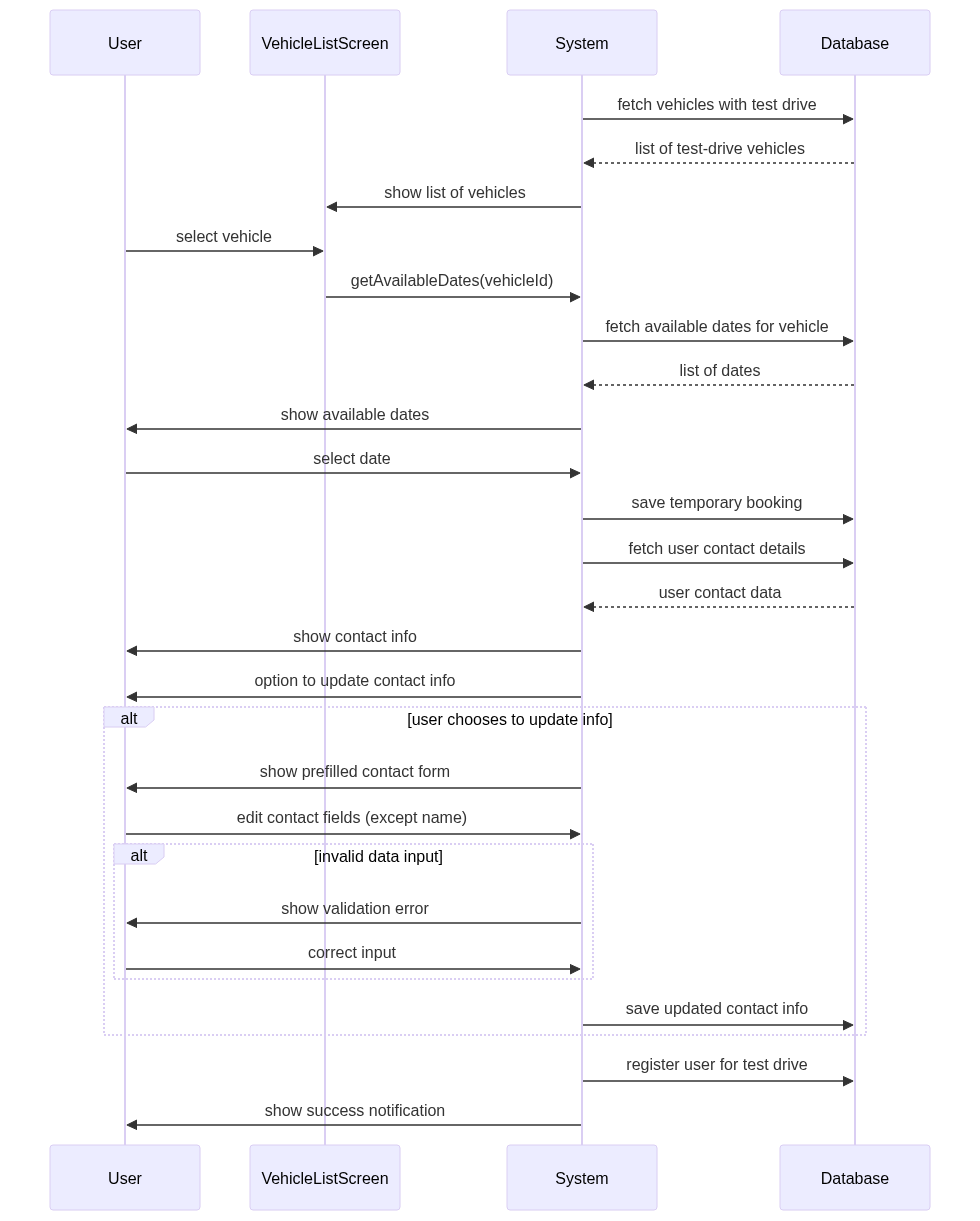 User
VehicleListScreen
System
Database
fetch vehicles with test drive
list of test-drive vehicles
show list of vehicles
select vehicle
getAvailableDates(vehicleId)
fetch available dates for vehicle
list of dates
show available dates
select date
save temporary booking
fetch user contact details
user contact data
show contact info
option to update contact info
alt
[user chooses to update info]
show prefilled contact form
edit contact fields (except name)
alt
[invalid data input]
show validation error
correct input
save updated contact info
register user for test drive
show success notification
User
VehicleListScreen
System
Database